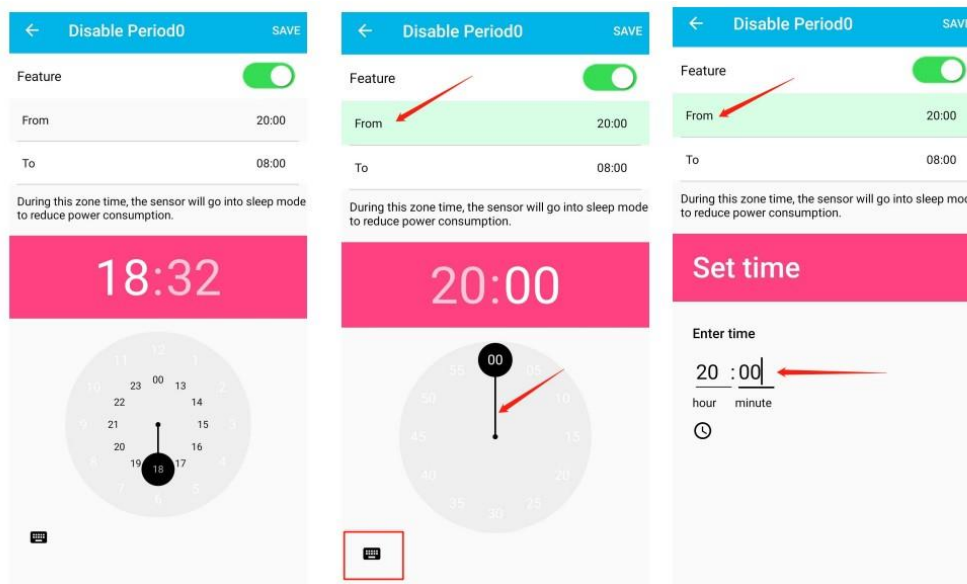 Disable Period0 SAVE
Feature
From 20:00
To 08:00
During this zone time, the sensor will go into sleep mode
to reduce power consumption.
18:32
12
11 1
10 2
9 3
8 4
7 5
6
00
23 13
22 14
21 15
20 16
19 17
18
Disable Period0 SAVE
Feature
From 20:00
To 08:00
During this zone time, the sensor will go into sleep mode
to reduce power consumption.
20:00
00
55 05
50 10
45 15
40 20
35 25
30
Disable Period0 SAVE
Feature
From 20:00
To 08:00
During this zone time, the sensor will go into sleep mod
to reduce power consumption.
Set time
Enter time
20 : 00
hour minute